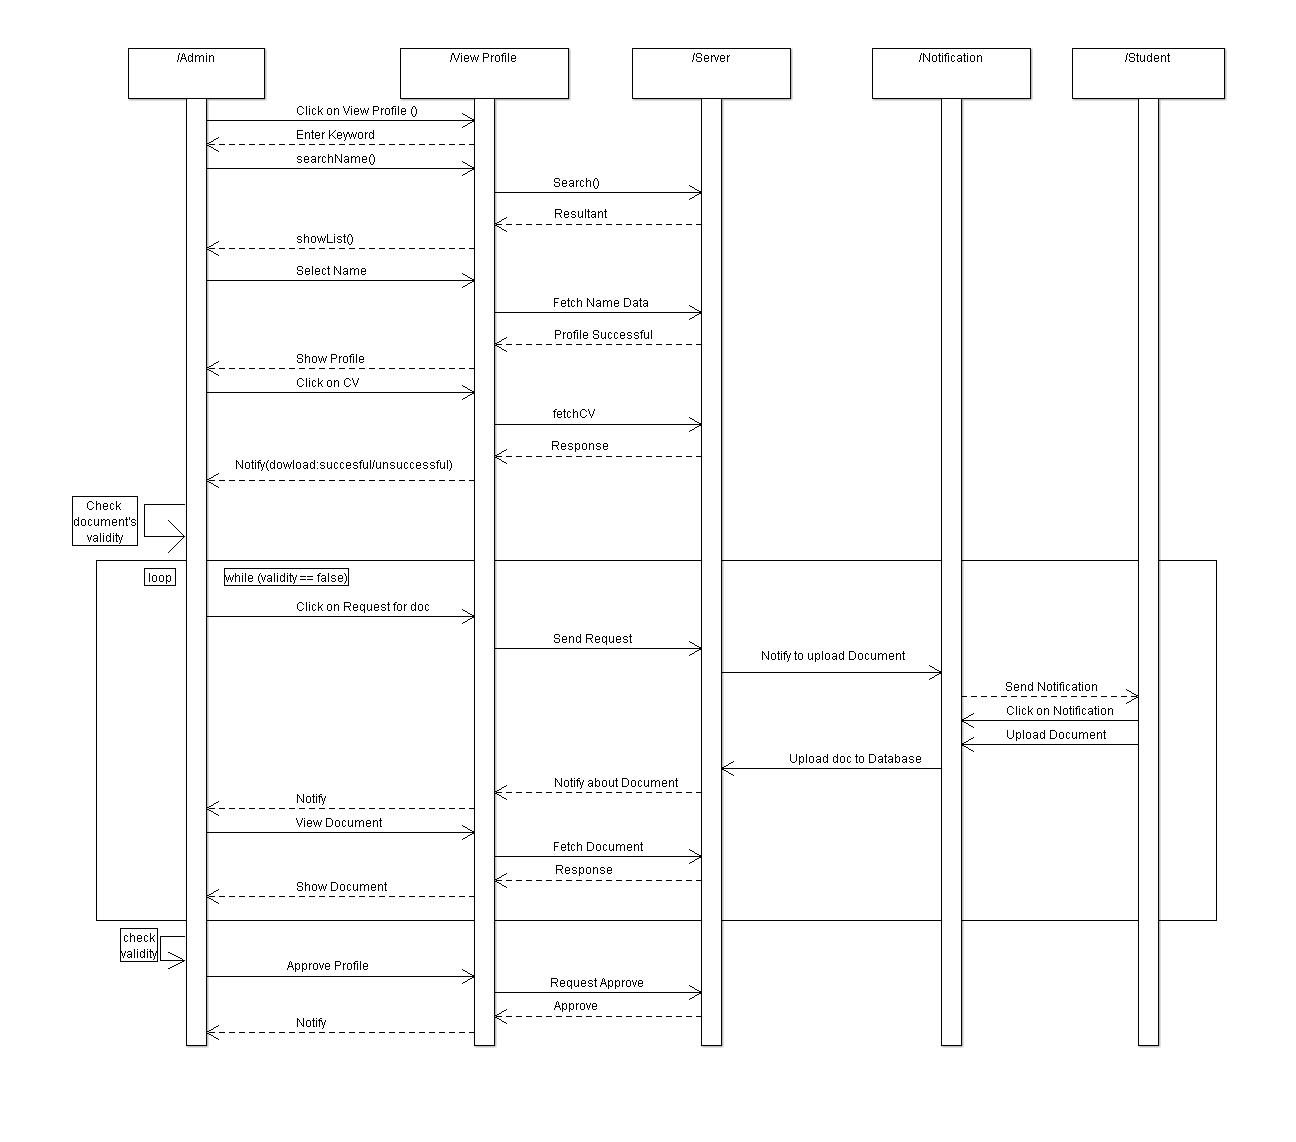 /Admin
/View Profile
/Server
/Notification
/Student
Click on View Profile ()
Enter Keyword
searchName()
Search()
Resultant
showList()
Select Name
Fetch Name Data
Profile Successful
Show Profile
Click on CV
fetchCV
Response
Notify(dowload:succesful/unsuccessful)
Check
document's
validity
loop
while (validity == false)
Click on Request for doc
Send Request
Notify to upload Document
Send Notification
Click on Notification
Upload Document
Upload doc to Database
Notify about Document
Notify
View Document
Fetch Document
Response
Show Document
check
validity
Approve Profile
Request Approve
Approve
Notify